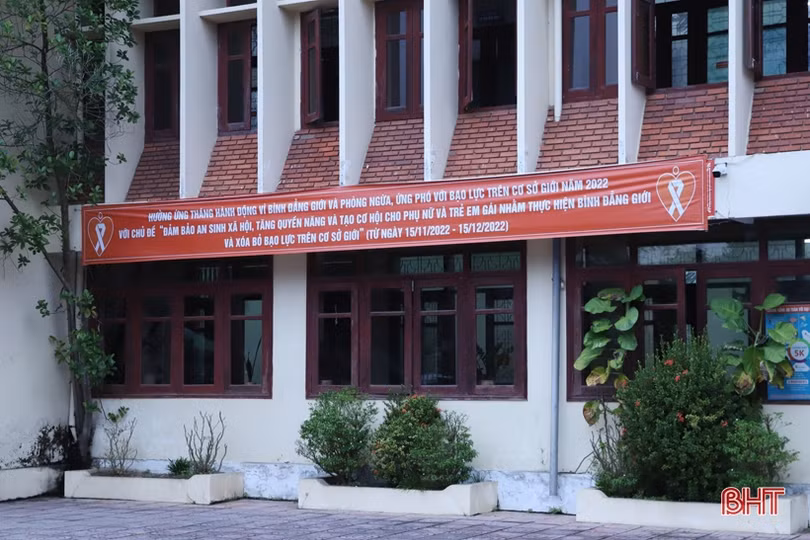 HƯỞNG ỨNG THÁNG HÀNH ĐỘNG VÌ BÌNH ĐẲNG GIỚI VÀ PHÒNG NGỪA, ỨNG PHÓ VỚI BẠO LỰC TRÊN CƠ SỞ GIỚI NĂM 2022
VỚI CHỦ ĐỀ "ĐẢM BẢO AN SINH XÃ HỘI, TĂNG QUYỀN NĂNG VÀ TẠO CƠ HỘI CHO PHỤ NỮ VÀ TRẺ EM GÁI NHẰM THỰC HIỆN BÌNH ĐẲNG GIỚI
VÀ XÓA BỎ BẠO LỰC TRÊN CƠ SỞ GIỚI" (TỪ NGÀY 15/11/2022 - 15/12/2022)
5K
BHT